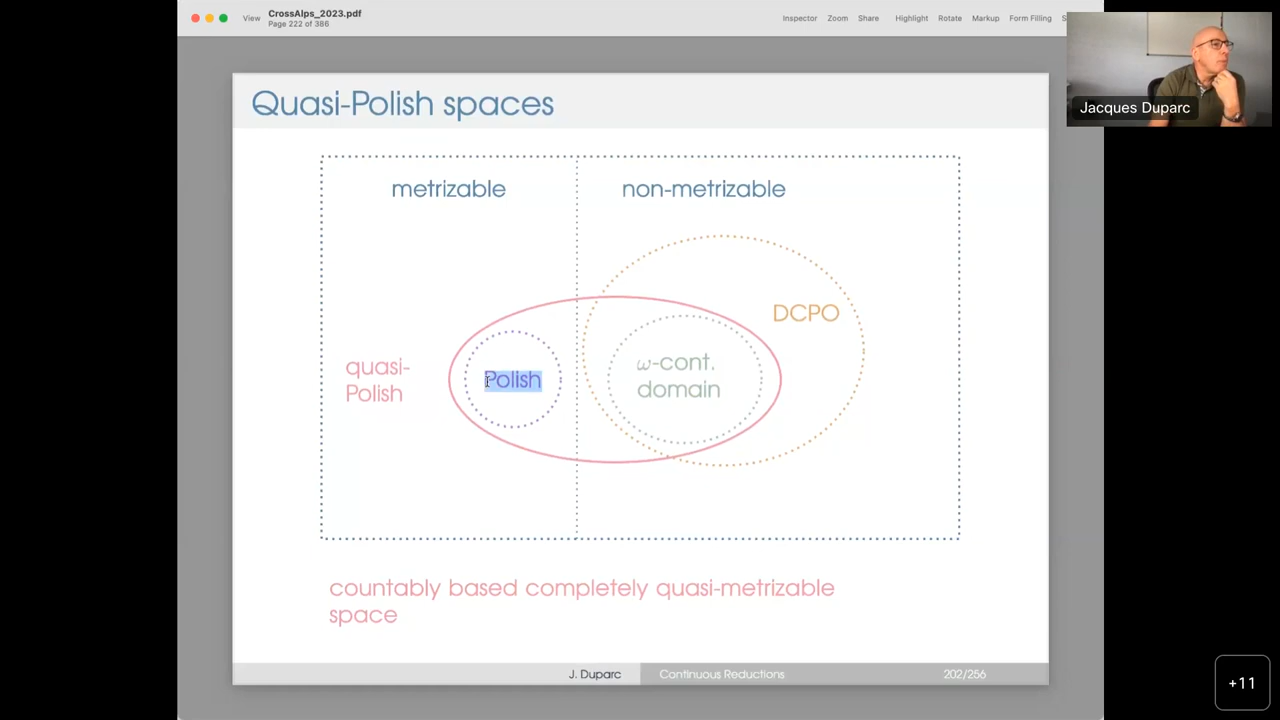 CrossAlps_2023.pdf
View
Page 222 of 386
Inspector Zoom Share Highlight Rotate Markup Form Filling
Jacques Duparc
Quasi-Polish spaces
metrizable
non-metrizable
DCPO
quasi-
Polish
Polish
ω-cont.
domain
countably based completely quasi-metrizable
space
J. Duparc
Continuous Reductions
202/256
+11